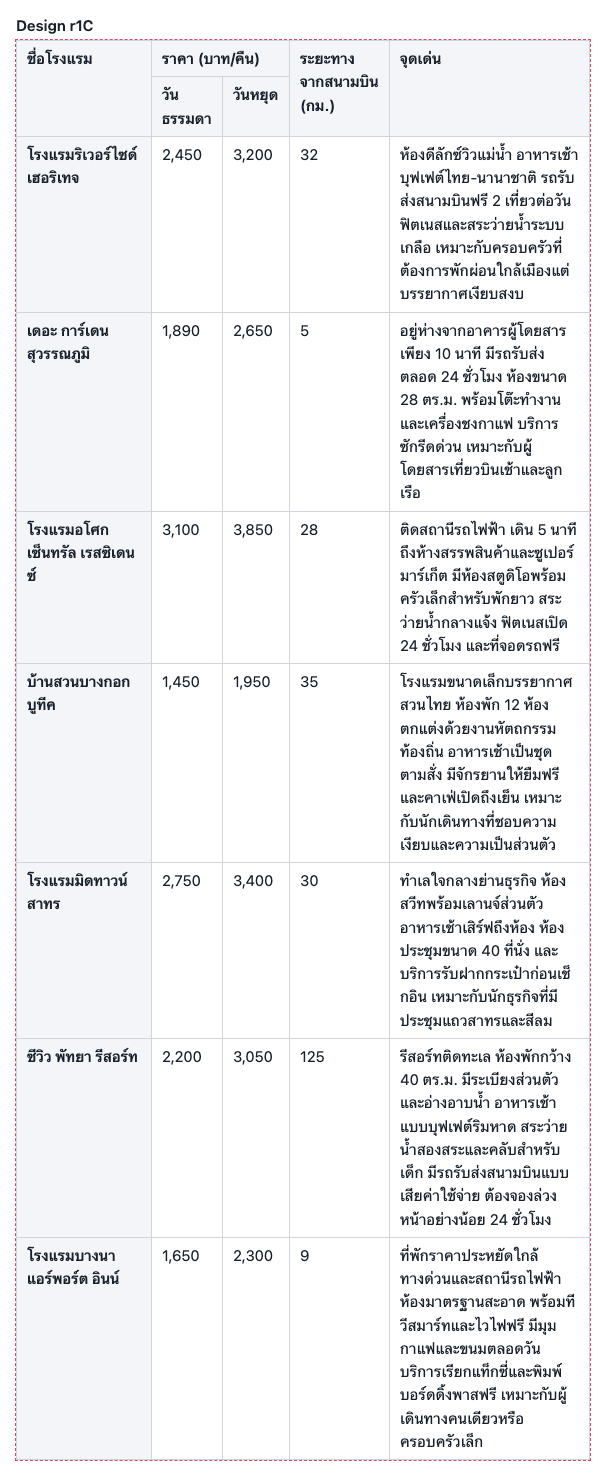 Design r1C
ชื่อโรงแรม
ราคา (บาท/คืน)
ระยะทาง
จากสนามบิน
(กม.)
จุดเด่น
วัน
ธรรมดา
วันหยุด
โรงแรมริเวอร์ไซด์
เฮอริเทจ
2,450
3,200
32
ห้องดีลักซ์วิวแม่น้ำ อาหารเช้า
บุฟเฟต์ไทย-นานาชาติ รถรับ
ส่งสนามบินฟรี 2 เที่ยวต่อวัน
ฟิตเนสและสระว่ายน้ำระบบ
เกลือ เหมาะกับครอบครัวที่
ต้องการพักผ่อนใกล้เมืองแต่
บรรยากาศเงียบสงบ
เดอะ การ์เดน
สุวรรณภูมิ
1,890
2,650
5
อยู่ห่างจากอาคารผู้โดยสาร
เพียง 10 นาที มีรถรับส่ง
ตลอด 24 ชั่วโมง ห้องขนาด
28 ตร.ม. พร้อมโต๊ะทำงาน
และเครื่องชงกาแฟ บริการ
ซักรีดด่วน เหมาะกับผู้
โดยสารเที่ยวบินเช้าและลูก
เรือ
โรงแรมอโศก
เซ็นทรัล เรสซิเดน
ซ์
3,100
3,850
28
ติดสถานีรถไฟฟ้า เดิน 5 นาที
ถึงห้างสรรพสินค้าและซูเปอร์
มาร์เก็ต มีห้องสตูดิโอพร้อม
ครัวเล็กสำหรับพักยาว สระ
ว่ายน้ำกลางแจ้ง ฟิตเนสเปิด
24 ชั่วโมง และที่จอดรถฟรี
บ้านสวนบางกอก
บูทีค
1,450
1,950
35
โรงแรมขนาดเล็กบรรยากาศ
สวนไทย ห้องพัก 12 ห้อง
ตกแต่งด้วยงานหัตถกรรม
ท้องถิ่น อาหารเช้าเป็นชุด
ตามสั่ง มีจักรยานให้ยืมฟรี
และคาเฟ่เปิดถึงเย็น เหมาะ
กับนักเดินทางที่ชอบความ
เงียบและความเป็นส่วนตัว
โรงแรมมิดทาวน์
สาทร
2,750
3,400
30
ทำเลใจกลางย่านธุรกิจ ห้อง
สวีทพร้อมเลานจ์ส่วนตัว
อาหารเช้าเสิร์ฟถึงห้อง ห้อง
ประชุมขนาด 40 ที่นั่ง และ
บริการรับฝากกระเป๋าก่อนเช็
กอิน เหมาะกับนักธุรกิจที่มี
ประชุมแถวสาทรและสีลม
ซีวิว พัทยา รีสอร์ท
2,200
3,050
125
รีสอร์ทติดทะเล ห้องพักกว้าง
40 ตร.ม. มีระเบียงส่วนตัว
และอ่างอาบน้ำ อาหารเช้า
แบบบุฟเฟต์ริมหาด สระว่าย
น้ำสองสระและคลับสำหรับ
เด็ก มีรถรับส่งสนามบินแบบ
เสียค่าใช้จ่าย ต้องจองล่วง
หน้าอย่างน้อย 24 ชั่วโมง
โรงแรมบางนา
แอร์พอร์ต อินน์
1,650
2,300
9
ที่พักราคาประหยัดใกล้
ทางด่วนและสถานีรถไฟฟ้า
ห้องมาตรฐานสะอาด พร้อมที
วีสมาร์ทและไวไฟฟรี มีมุม
กาแฟและขนมตลอดวัน
บริการเรียกแท็กซี่และพิมพ์
บอร์ดดิ้งพาสฟรี เหมาะกับผู้
เดินทางคนเดียวหรือ
ครอบครัวเล็ก